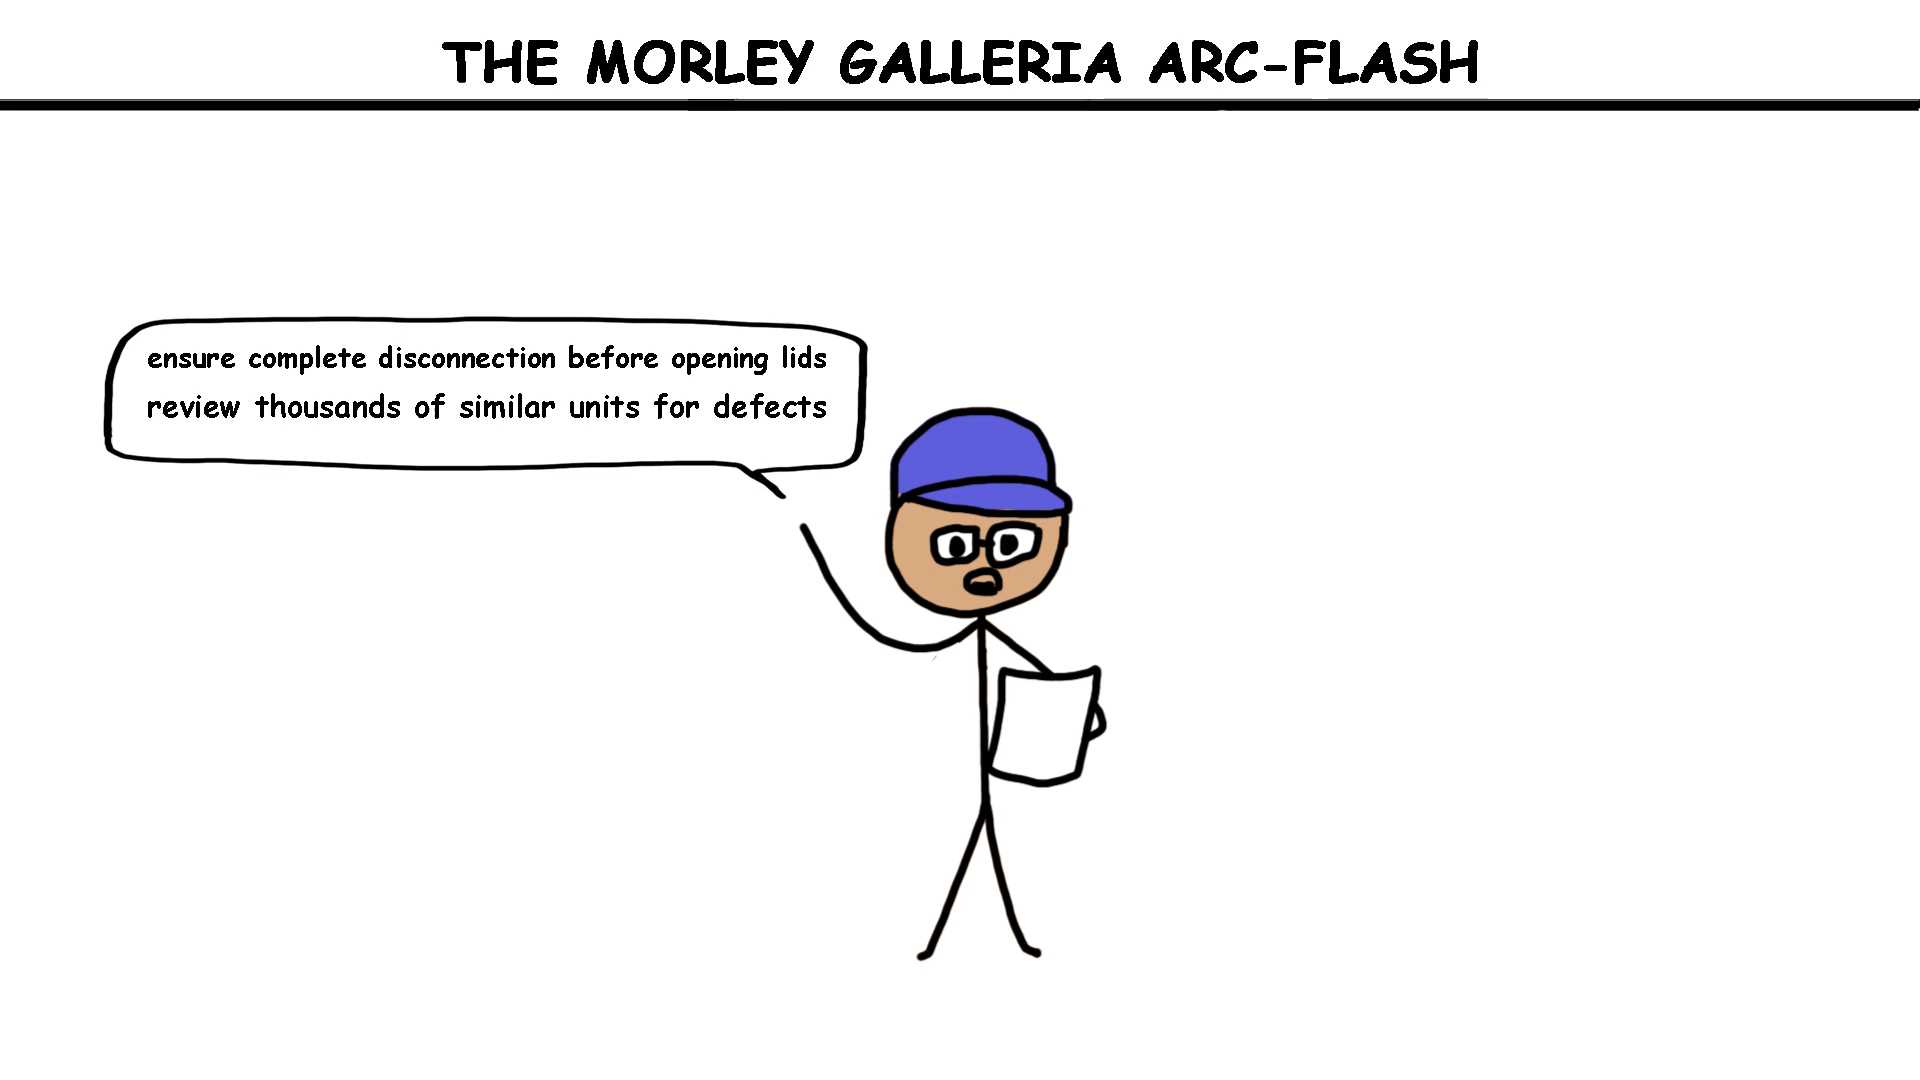 THE MORLEY GALLERIA ARC-FLASH
ensure complete disconnection before opening lids
review thousands of similar units for defects